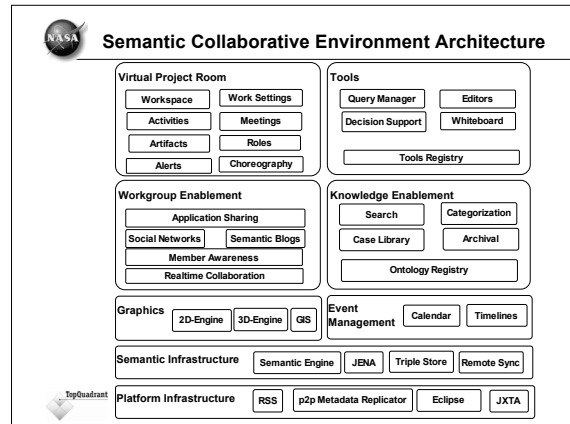 NASA
Semantic Collaborative Environment Architecture
Virtual Project Room
Workspace
Work Settings
Activities
Meetings
Artifacts
Roles
Alerts
Choreography
Tools
Query Manager
Editors
Decision Support
Whiteboard
Tools Registry
Workgroup Enablement
Application Sharing
Social Networks
Semantic Blogs
Member Awareness
Realtime Collaboration
Knowledge Enablement
Search
Categorization
Case Library
Archival
Ontology Registry
Graphics
2D-Engine
3D-Engine
GIS
Event
Management
Calendar
Timelines
Semantic Infrastructure
Semantic Engine
JENA
Triple Store
Remote Sync
TopQuadrant
Platform Infrastructure
RSS
p2p Metadata Replicator
Eclipse
JXTA